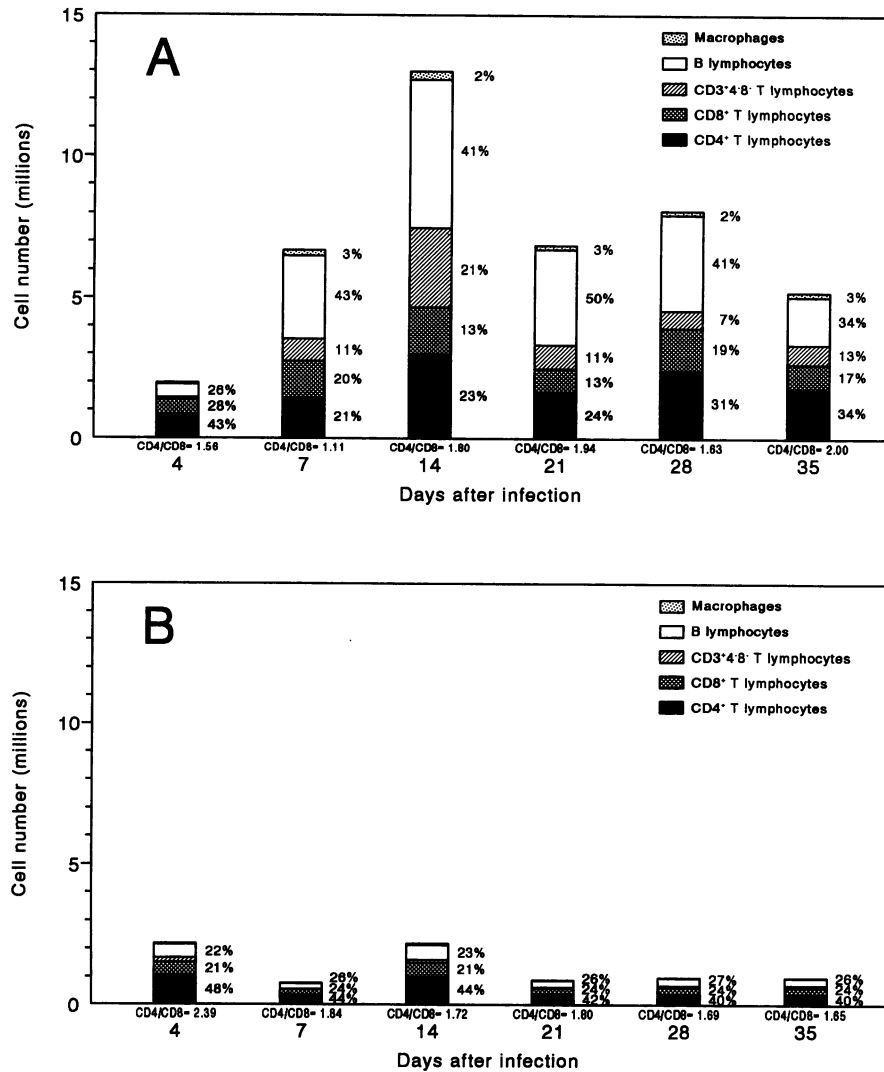 15
A
Macrophages
B lymphocytes
CD3⁺4⁻8⁻ T lymphocytes
CD8⁺ T lymphocytes
CD4⁺ T lymphocytes
10
5
0
Cell number (millions)
26%
28%
43%
3%
43%
11%
20%
21%
2%
41%
21%
13%
23%
3%
50%
11%
13%
24%
2%
41%
7%
19%
31%
3%
34%
13%
17%
34%
CD4/CD8= 1.56
CD4/CD8= 1.11
CD4/CD8= 1.80
CD4/CD8= 1.94
CD4/CD8= 1.63
CD4/CD8= 2.00
4 7 14 21 28 35
Days after infection
15
B
Macrophages
B lymphocytes
CD3⁺4⁻8⁻ T lymphocytes
CD8⁺ T lymphocytes
CD4⁺ T lymphocytes
10
5
0
Cell number (millions)
22%
21%
48%
26%
24%
44%
23%
21%
44%
26%
24%
42%
27%
24%
40%
26%
24%
40%
CD4/CD8= 2.39
CD4/CD8= 1.84
CD4/CD8= 1.72
CD4/CD8= 1.80
CD4/CD8= 1.69
CD4/CD8= 1.65
4 7 14 21 28 35
Days after infection